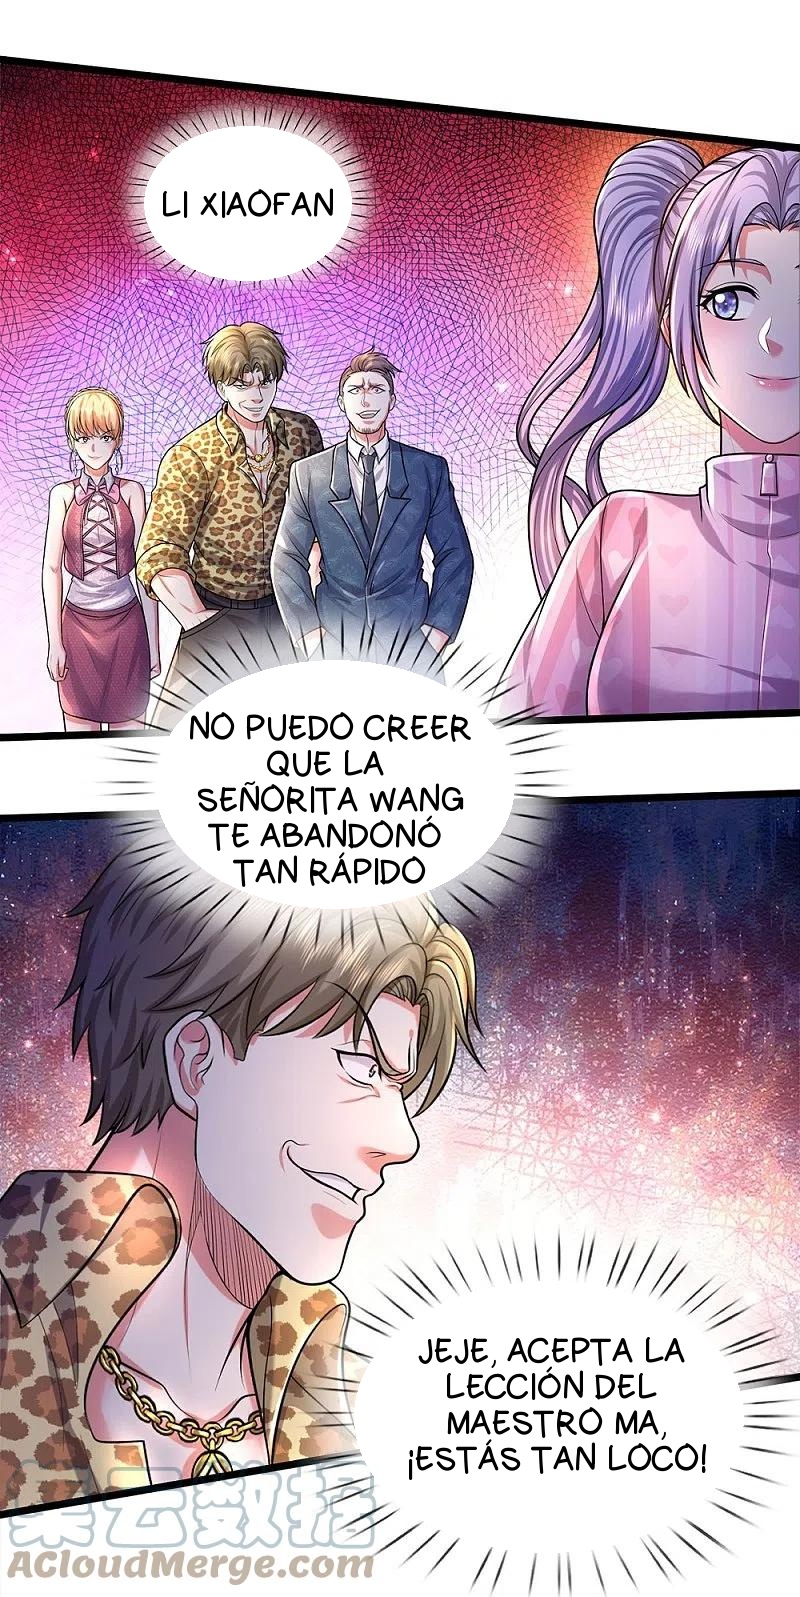 LI XIAOFAN
NO PUEDO CREER
QUE LA
SEÑORITA WANG
TE ABANDONÓ
TAN RÁPIDO
JEJE, ACEPTA LA
LECCIÓN DEL
MAESTRO MA,
¡ESTÁS TAN LOCO!
AcloudMerge.com